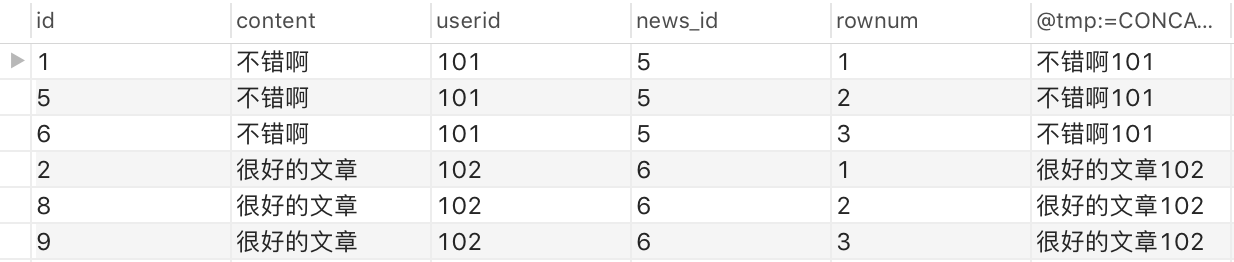 id content userid news_id rownum @tmp:=CONCA...
1 不错啊 101 5 1 不错啊101
5 不错啊 101 5 2 不错啊101
6 不错啊 101 5 3 不错啊101
2 很好的文章 102 6 1 很好的文章102
8 很好的文章 102 6 2 很好的文章102
9 很好的文章 102 6 3 很好的文章102